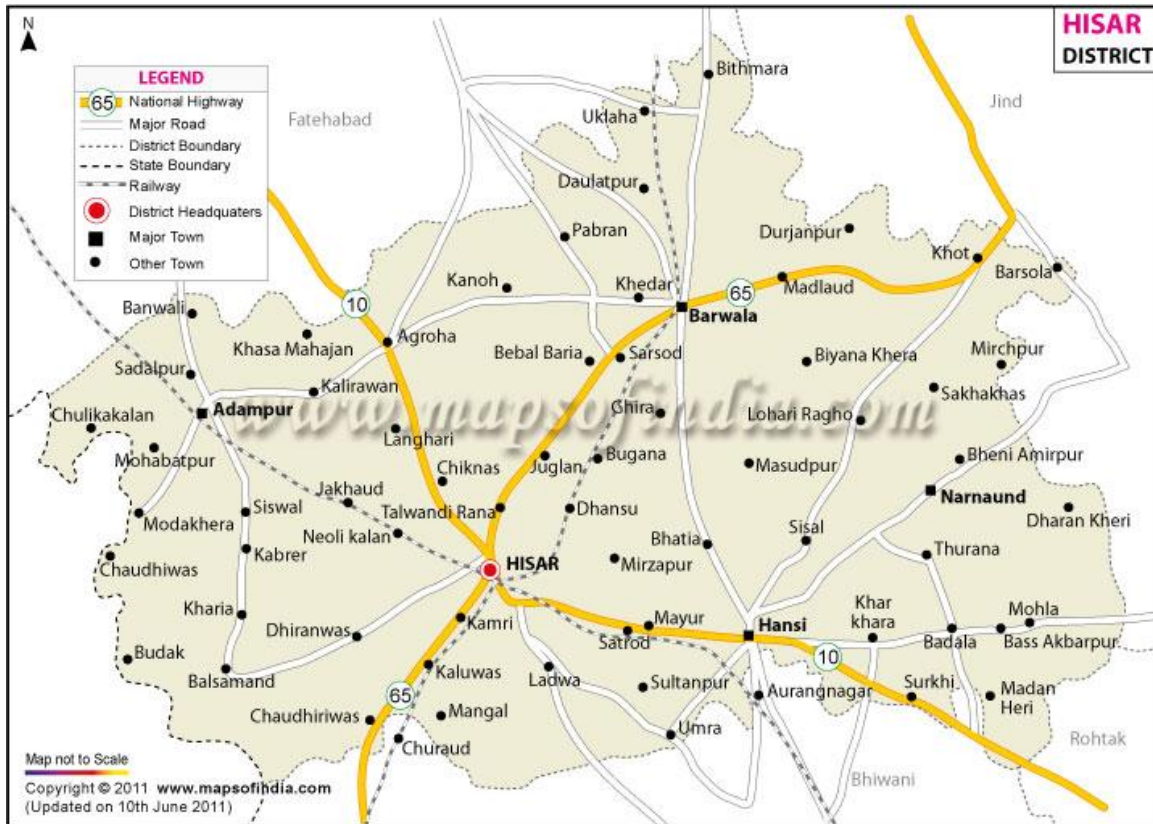 N
HISAR
DISTRICT
LEGEND
65 National Highway
Major Road
District Boundary
State Boundary
Railway
District Headquaters
Major Town
Other Town
Fatehabad
Jind
Bithmara
Uklaha
Daulatpur
Pabran
Durjanpur
Khot
Barsola
Kanoh
Khedar
65
Madlaud
Banwali
10
Barwala
Khasa Mahajan
Agroha
Bebal Baria
Sarsod
Biyana Khera
Mirchpur
Sadalpur
Kalirawan
Sakhakhas
Adampur
www.mapsofindia.com
Chulikakalan
Chira
Lohari Ragho
Langhari
Mohabatpur
Juglan
Bugana
Masudpur
Bheni Amirpur
Chiknas
Jakhaud
Narnaund
Modakhera
Siswal
Talwandi Rana
Dhansu
Dharan Kheri
Neoli kalan
Sisal
Bhatia
Kabrer
Thurana
Chaudhiwas
HISAR
Mirzapur
Kharia
Khar
khara
Mohla
Kamri
Mayur
Hansi
Dhiranwas
Satrod
Badala
Bass Akbarpur
Budak
10
Balsamand
Kaluwas
Ladwa
Sultanpur
Aurangnagar
Surkhi
Madan
Heri
65
Chaudhiriwas
Mangal
Umra
Churaud
Rohtak
Bhiwani
Map not to Scale
Copyright © 2011 www.mapsofindia.com
(Updated on 10th June 2011)